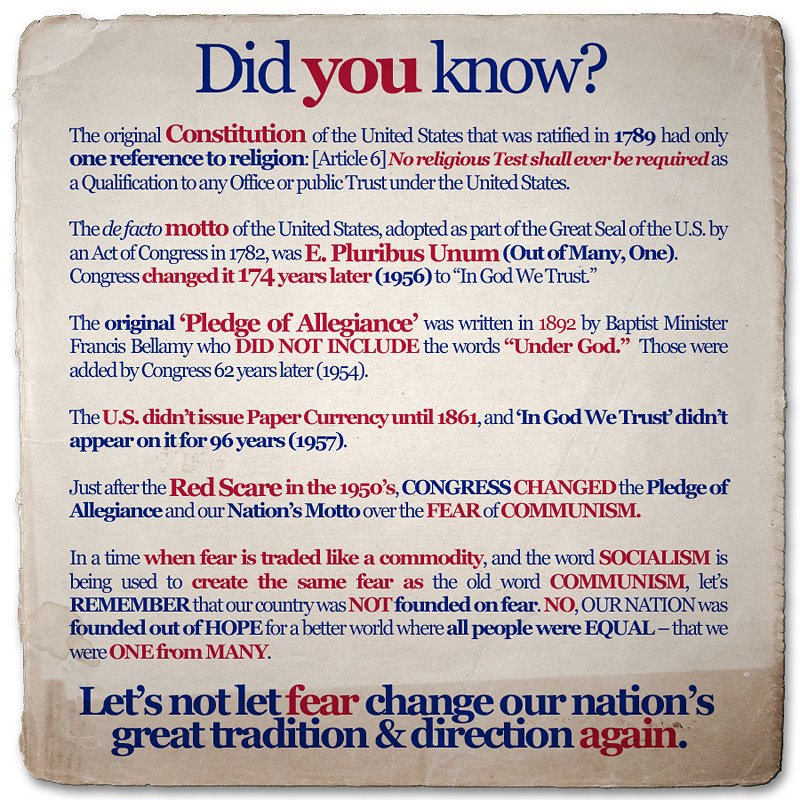 Did you know?
The original Constitution of the United States that was ratified in 1789 had only
one reference to religion: [Article 6] No religious Test shall ever be required as
a Qualification to any Office or public Trust under the United States.
The de facto motto of the United States, adopted as part of the Great Seal of the U.S. by
an Act of Congress in 1782, was E. Pluribus Unum (Out of Many, One).
Congress changed it 174 years later (1956) to “In God We Trust.”
The original ‘Pledge of Allegiance’ was written in 1892 by Baptist Minister
Francis Bellamy who DID NOT INCLUDE the words “Under God.” Those were
added by Congress 62 years later (1954).
The U.S. didn’t issue Paper Currency until 1861, and ‘In God We Trust’ didn’t
appear on it for 96 years (1957).
Just after the Red Scare in the 1950’s, CONGRESS CHANGED the Pledge of
Allegiance and our Nation’s Motto over the FEAR of COMMUNISM.
In a time when fear is traded like a commodity, and the word SOCIALISM is
being used to create the same fear as the old word COMMUNISM, let’s
REMEMBER that our country was NOT founded on fear. NO, OUR NATION was
founded out of HOPE for a better world where all people were EQUAL – that we
were ONE from MANY.
Let’s not let fear change our nation’s
great tradition & direction again.